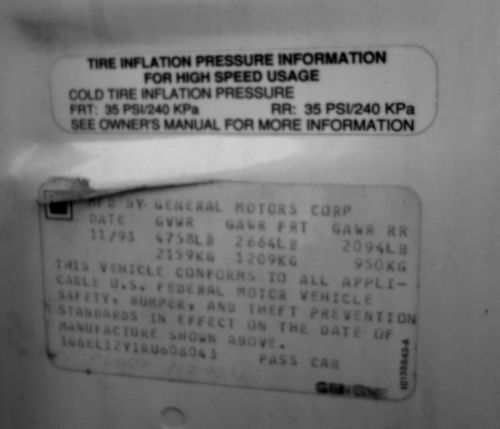 TIRE INFLATION PRESSURE INFORMATION
FOR HIGH SPEED USAGE
COLD TIRE INFLATION PRESSURE
FRT: 35 PSI/240 KPa RR: 35 PSI/240 KPa
SEE OWNER'S MANUAL FOR MORE INFORMATION
MFD BY GENERAL MOTORS CORP
DATE GVWR GAWR FRT GAWR RR
11/93 4758LB 2664LB 2094LB
2159KG 1209KG 950KG
THIS VEHICLE CONFORMS TO ALL APPLI-
CABLE U.S. FEDERAL MOTOR VEHICLE
SAFETY, BUMPER, AND THEFT PREVENTION
STANDARDS IN EFFECT ON THE DATE OF
MANUFACTURE SHOWN ABOVE.
1G6EL12Y1RU606043 PASS CAR